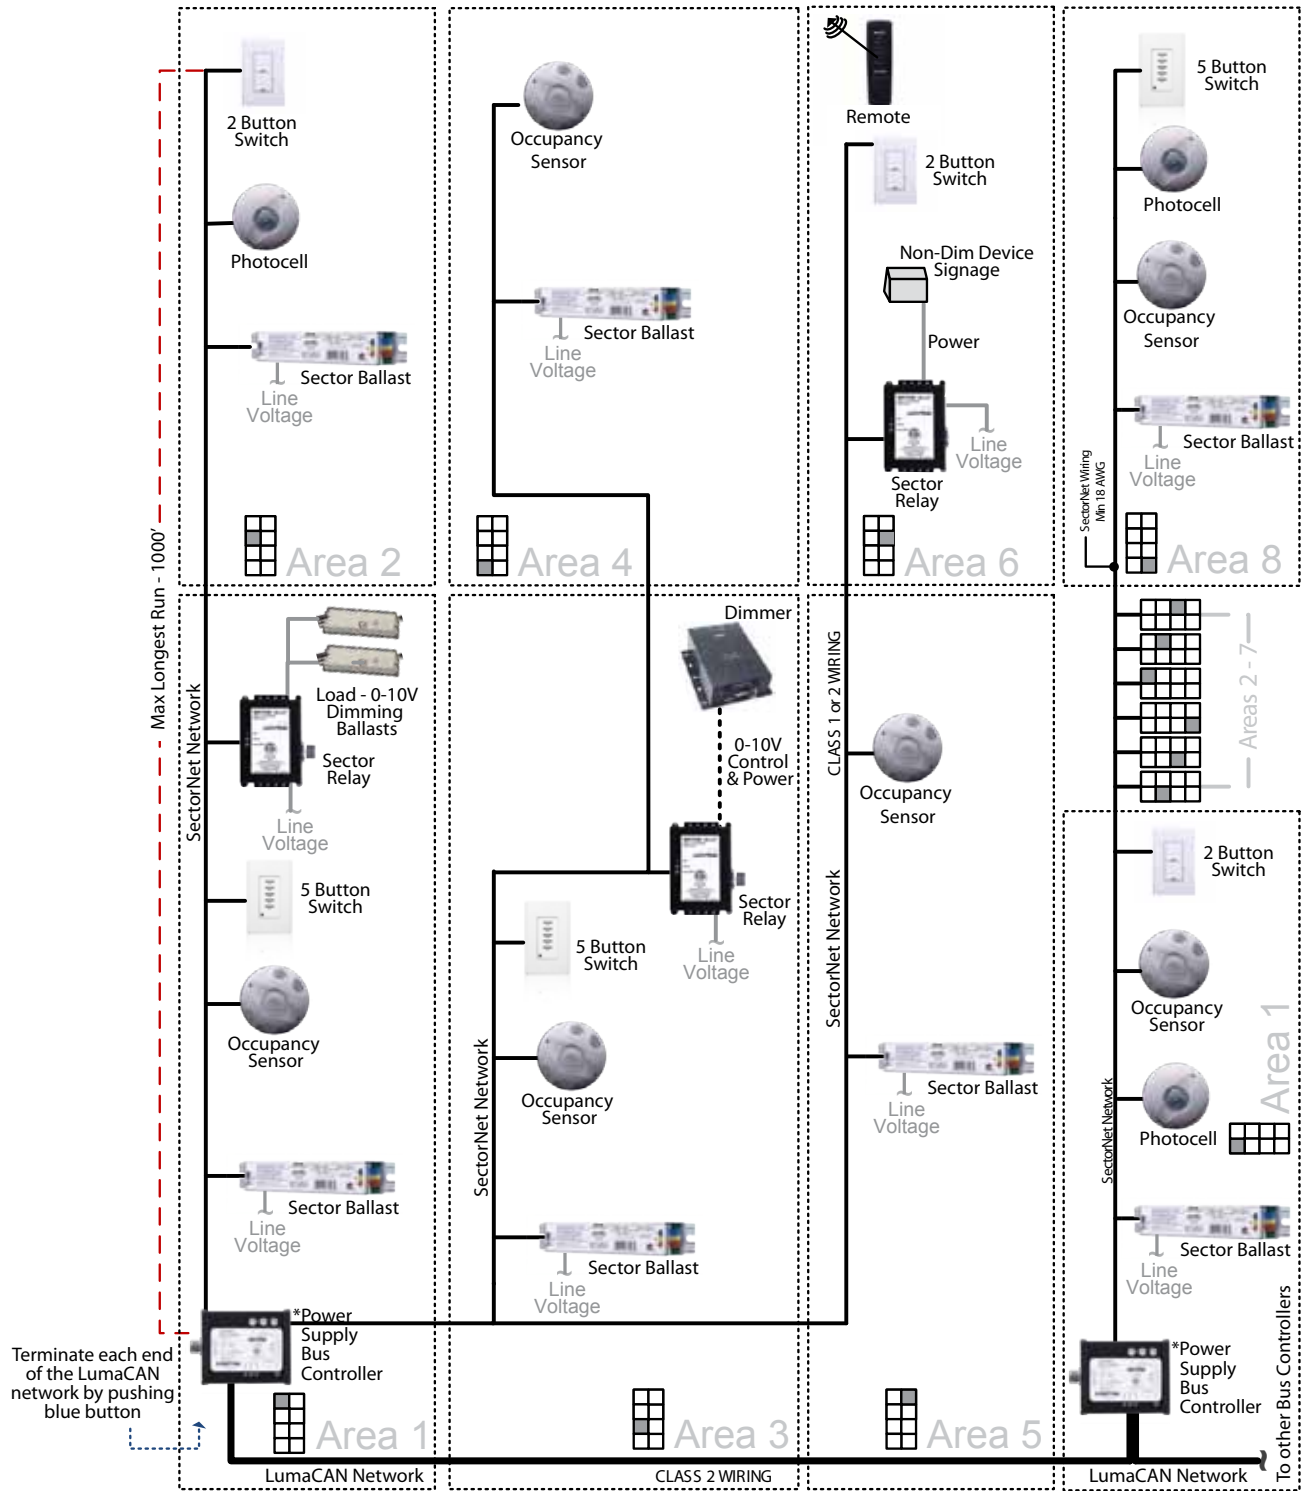 2 Button
Switch
Photocell
Sector Ballast
Line
Voltage
Area 2
Max Longest Run - 1000'
Occupancy
Sensor
Sector Ballast
Line
Voltage
Area 4
Remote
2 Button
Switch
Non-Dim Device
Signage
Power
Line
Voltage
Sector
Relay
Area 6
5 Button
Switch
Photocell
Occupancy
Sensor
Sector Ballast
Line
Voltage
SectorNet Wiring
Min 18 AWG
Area 8
Areas 2 - 7
SectorNet Network
Load - 0-10V
Dimming
Ballasts
Sector
Relay
Line
Voltage
5 Button
Switch
Occupancy
Sensor
Sector Ballast
Line
Voltage
*Power
Supply
Bus
Controller
Terminate each end
of the LumaCAN
network by pushing
blue button
Area 1
LumaCAN Network
Dimmer
0-10V
Control
& Power
Sector
Relay
Line
Voltage
5 Button
Switch
SectorNet Network
Occupancy
Sensor
Sector Ballast
Line
Voltage
Area 3
CLASS 2 WIRING
CLASS 1 or 2 WIRING
Occupancy
Sensor
SectorNet Network
Sector Ballast
Line
Voltage
Area 5
2 Button
Switch
Occupancy
Sensor
Area 1
Photocell
SectorNet Network
Sector Ballast
Line
Voltage
*Power
Supply
Bus
Controller
To other Bus Controllers
LumaCAN Network